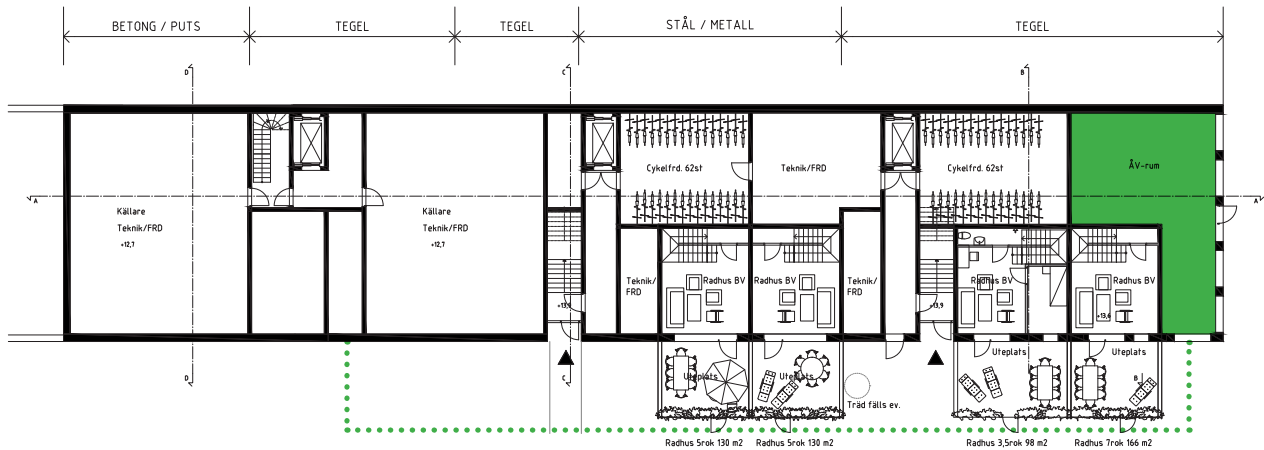 BETONG / PUTS
TEGEL
TEGEL
STÅL / METALL
TEGEL
D
C
B
Cykelfrd. 62st
Teknik/FRD
Cykelfrd. 62st
ÅV-rum
A
A
Källare
Teknik/FRD
+12,7
Källare
Teknik/FRD
+12,7
Teknik/
FRD
Radhus BV
Radhus BV
Teknik/
FRD
Radhus BV
Radhus BV
+13,9
+13,6
Uteplats
Uteplats
Uteplats
Uteplats
D
C
B
Träd fälls ev.
Radhus 5rok 130 m2
Radhus 5rok 130 m2
Radhus 3,5rok 98 m2
Radhus 7rok 166 m2